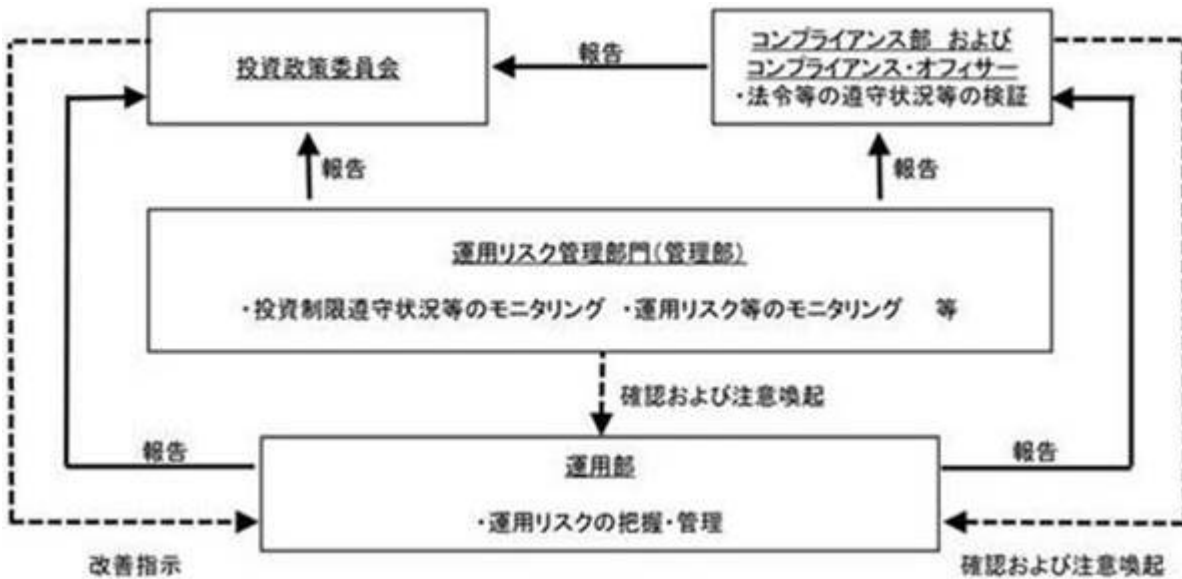 投資政策委員会
報告
コンプライアンス部 および
コンプライアンス・オフィサー
・法令等の遵守状況等の検証
報告
報告
運用リスク管理部門(管理部)
・投資制限遵守状況等のモニタリング ・運用リスク等のモニタリング 等
確認および注意喚起
報告
運用部
報告
・運用リスクの把握・管理
改善指示
確認および注意喚起